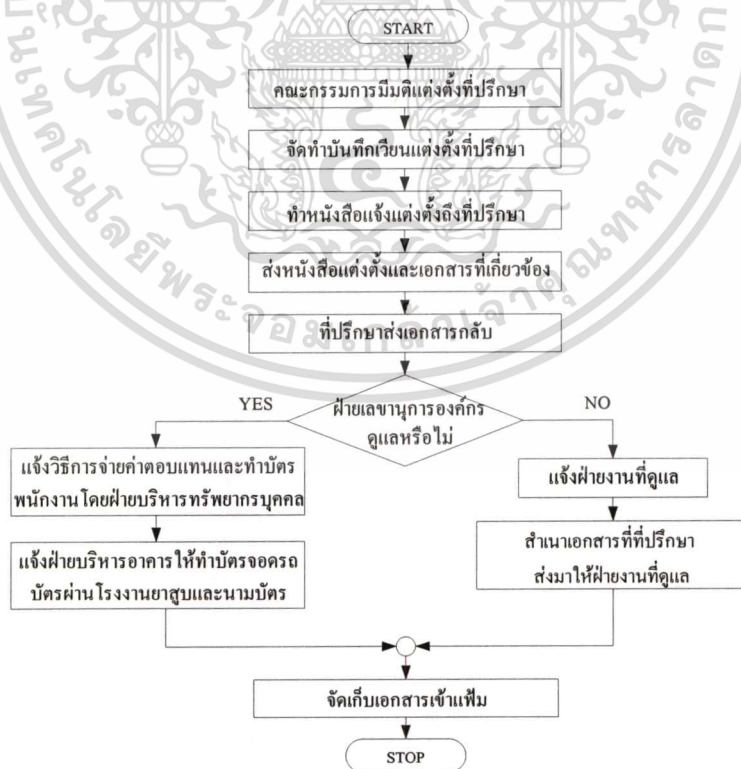 START
คณะกรรมการมีมติแต่งตั้งที่ปรึกษา
จัดทำบันทึกเวียนแต่งตั้งที่ปรึกษา
ทำหนังสือแจ้งแต่งตั้งถึงที่ปรึกษา
ส่งหนังสือแต่งตั้งและเอกสารที่เกี่ยวข้อง
ที่ปรึกษาส่งเอกสารกลับ
YES
ฝ่ายเลขานุการองค์กร
ดูแลหรือไม่
NO
แจ้งวิธีการจ่ายค่าตอบแทนและทำบัตร
พนักงานโดยฝ่ายบริหารทรัพยากรบุคคล
แจ้งฝ่ายบริหารอาคารให้ทำบัตรจอดรถ
บัตรผ่านโรงงานยาสูบและนามบัตร
แจ้งฝ่ายงานที่ดูแล
สำเนาเอกสารที่ที่ปรึกษา
ส่งมาให้ฝ่ายงานที่ดูแล
จัดเก็บเอกสารเข้าแฟ้ม
STOP